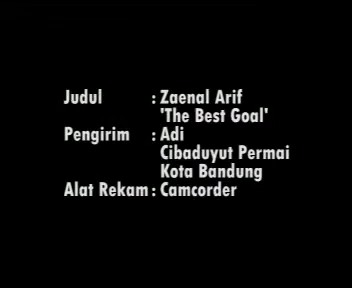 Judul : Zaenal Arif
'The Best Goal'
Pengirim : Adi
Cibaduyut Permai
Kota Bandung
Alat Rekam : Camcorder